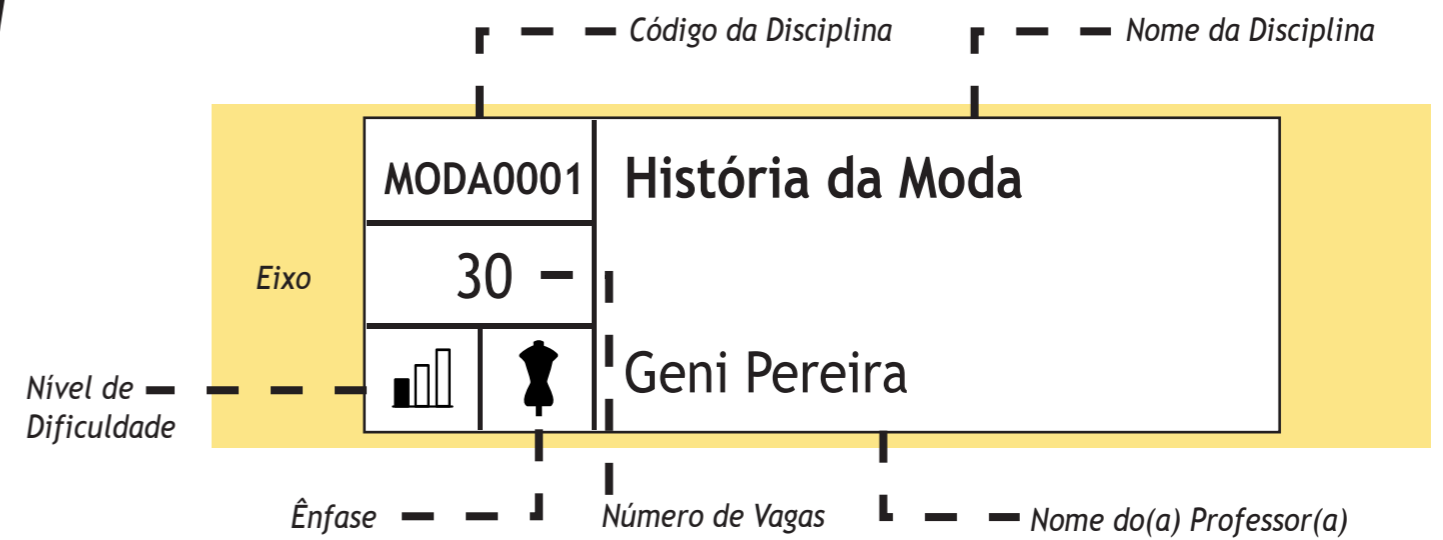 Código da Disciplina
Nome da Disciplina
MODA0001
História da Moda
Eixo
30
Geni Pereira
Nível de
Dificuldade
Ênfase
Número de Vagas
Nome do(a) Professor(a)